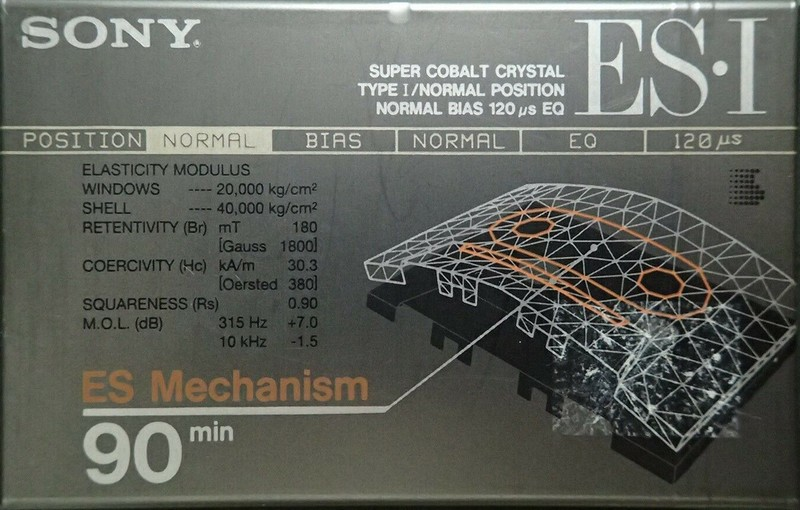 SONY®
ES·I
SUPER COBALT CRYSTAL
TYPE I/NORMAL POSITION
NORMAL BIAS 120 µs EQ
POSITION NORMAL BIAS NORMAL EQ 120 µs
ELASTICITY MODULUS
WINDOWS ---- 20,000 kg/cm²
SHELL ---- 40,000 kg/cm²
RETENTIVITY (Br) mT 180
[Gauss 1800]
COERCIVITY (Hc) kA/m 30.3
[Oersted 380]
SQUARENESS (Rs) 0.90
M.O.L. (dB) 315 Hz +7.0
10 kHz -1.5
ES Mechanism
90 min